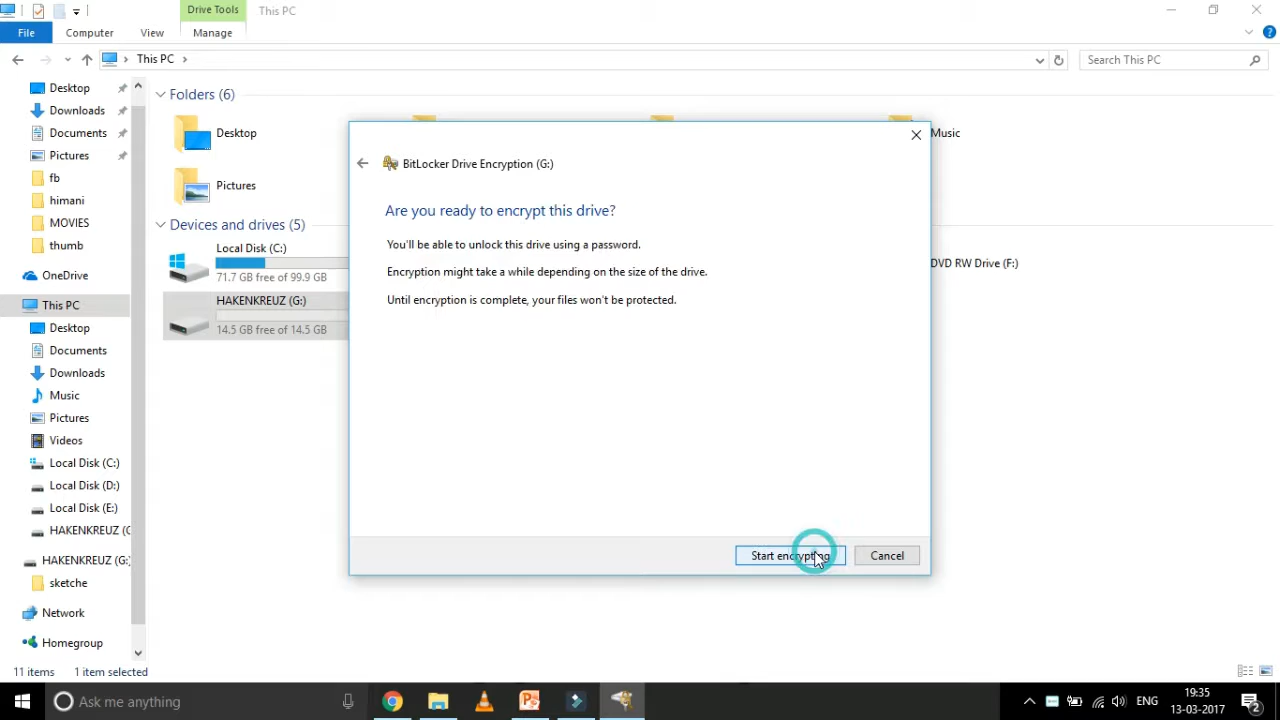 Drive Tools
This PC
File
Computer
View
Manage
This PC
Search This PC
Desktop
Downloads
Documents
Pictures
fb
himani
MOVIES
thumb
OneDrive
This PC
Desktop
Documents
Downloads
Music
Pictures
Videos
Local Disk (C:)
Local Disk (D:)
Local Disk (E:)
HAKENKREUZ (G
HAKENKREUZ (G:)
sketche
Network
Homegroup
Folders (6)
Desktop
Music
Pictures
Devices and drives (5)
Local Disk (C:)
71.7 GB free of 99.9 GB
DVD RW Drive (F:)
HAKENKREUZ (G:)
14.5 GB free of 14.5 GB
BitLocker Drive Encryption (G:)
Are you ready to encrypt this drive?
You'll be able to unlock this drive using a password.
Encryption might take a while depending on the size of the drive.
Until encryption is complete, your files won't be protected.
Start encrypting
Cancel
11 items
1 item selected
Ask me anything
ENG
19:35
13-03-2017
2